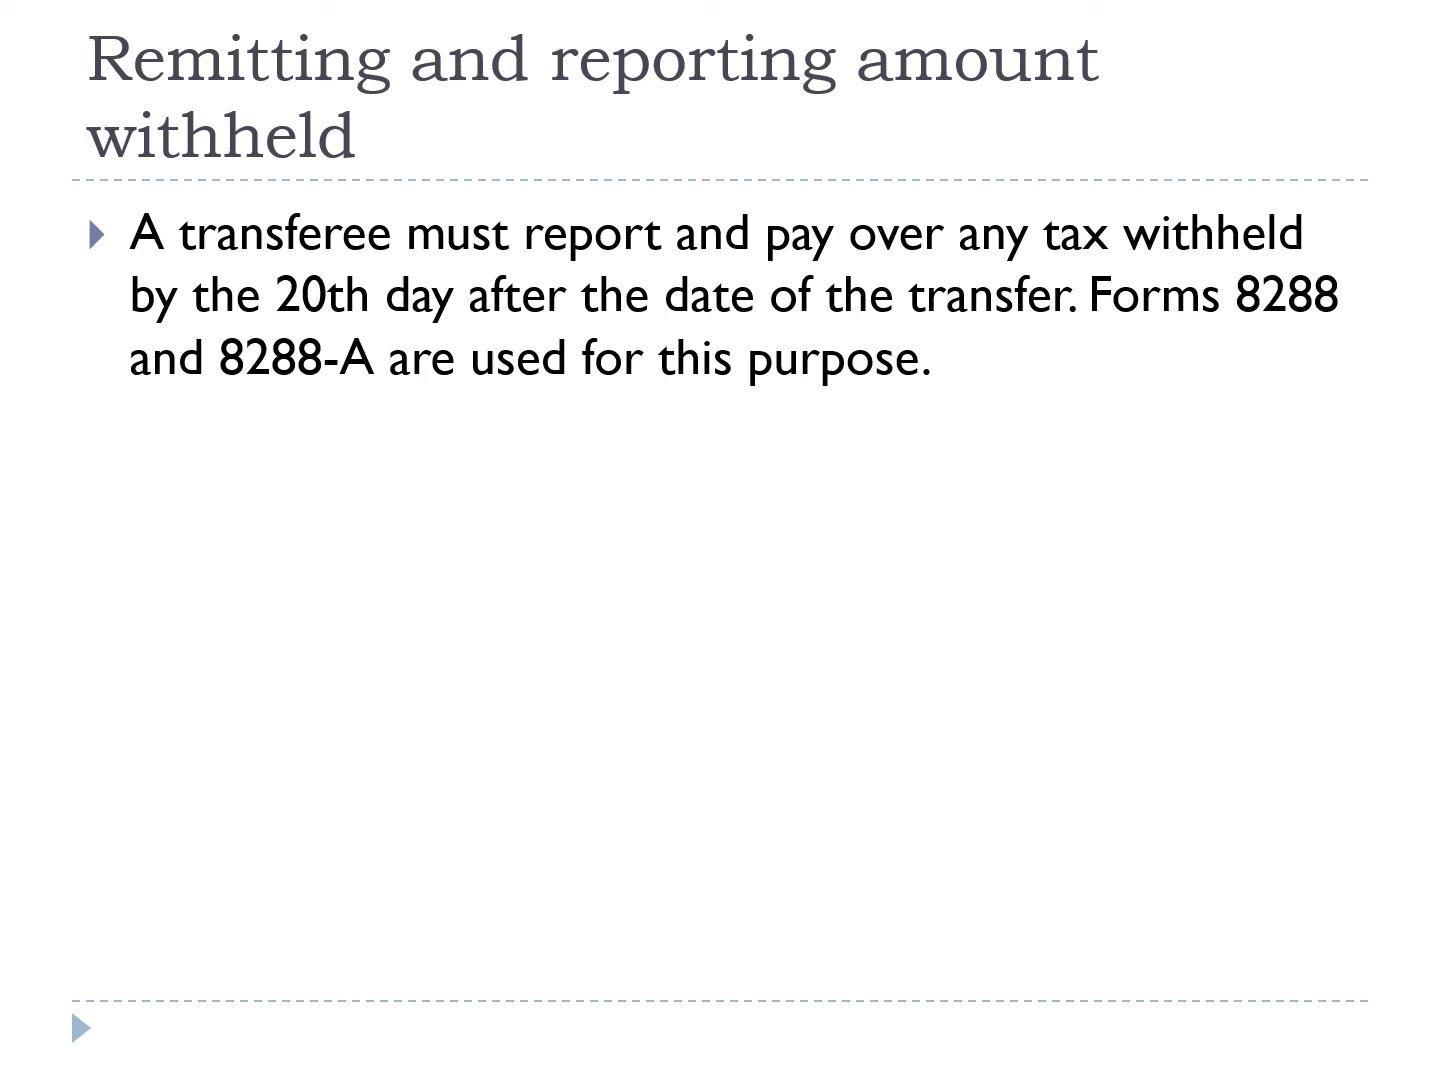 Remitting and reporting amount
withheld
A transferee must report and pay over any tax withheld
by the 20th day after the date of the transfer. Forms 8288
and 8288-A are used for this purpose.